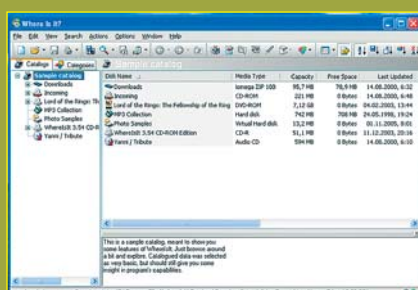 Where Is It?
File Edit View Search Actions Options Window Help
Catalogs Categories Sample catalog
Sample catalog
Downloads
Incoming
Lord of the Rings: Th
MP3 Collection
Photo Samples
WhereIsIt 3.54 CD-R
Yanni / Tribute
Disk Name Media Type Capacity Free Space Last Updated
Downloads Iomega ZIP 100 95,7 MB 78,9 MB 14.08.2000, 6:32
Incoming CD-ROM 221 MB 0 Bytes 14.08.2000, 6:48
Lord of the Rings: The Fellowship of the Ring DVD-ROM 7,12 GB 0 Bytes 04.02.2003, 13:44
MP3 Collection Hard disk 742 MB 708 MB 24.05.1998, 19:24
Photo Samples Virtual Hard disk 13,2 MB 0 Bytes 01.11.2005, 8:01
WhereIsIt 3.54 CD-ROM Edition CD-R 51,1 MB 0 Bytes 11.12.2003, 20:16
Yanni / Tribute Audio CD 594 MB 0 Bytes 14.08.2000, 6:10
This is a sample catalog, meant to show you
some features of WhereIsIt. Just browse around
a bit and explore. Catalogued data was selected
as very basic, but should still give you some
insight in program's capabilities.